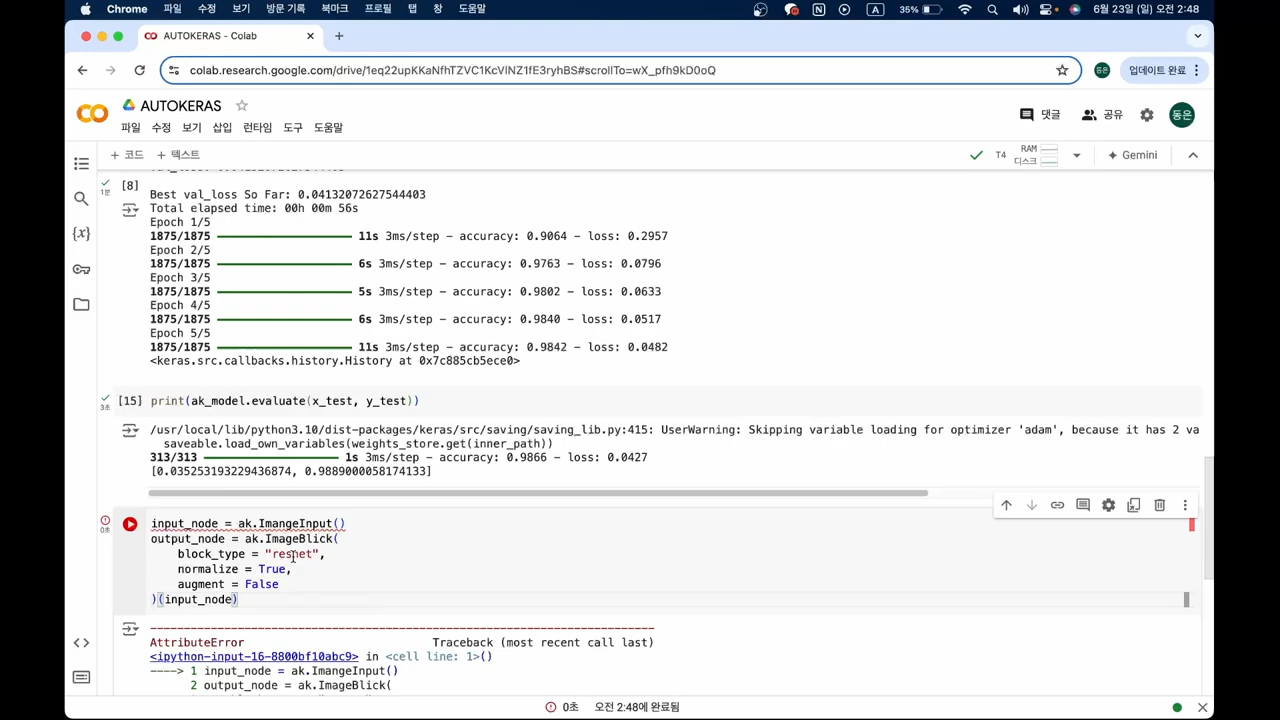 Chrome 파일 수정 보기 방문 기록 북마크 프로필 탭 창 도움말 A 35% 6월 23일 (일) 오전 2:48
AUTOKERAS - Colab
colab.research.google.com/drive/1eq22upKKaNfhTZVC1KcVlNZ1fE3ryhBS#scrollTo=wX_pfh9kD0oQ 동은 업데이트 완료
AUTOKERAS
댓글 공유 동은
파일 수정 보기 삽입 런타임 도구 도움말
+ 코드 + 텍스트 T4 RAM 디스크 Gemini
1분 [8]
Best val_loss So Far: 0.04132072627544403
Total elapsed time: 00h 00m 56s
Epoch 1/5
1875/1875 11s 3ms/step - accuracy: 0.9064 - loss: 0.2957
Epoch 2/5
1875/1875 6s 3ms/step - accuracy: 0.9763 - loss: 0.0796
Epoch 3/5
1875/1875 5s 3ms/step - accuracy: 0.9802 - loss: 0.0633
Epoch 4/5
1875/1875 6s 3ms/step - accuracy: 0.9840 - loss: 0.0517
Epoch 5/5
1875/1875 11s 3ms/step - accuracy: 0.9842 - loss: 0.0482
<keras.src.callbacks.history.History at 0x7c885cb5ece0>
3초 [15] print(ak_model.evaluate(x_test, y_test))
/usr/local/lib/python3.10/dist-packages/keras/src/saving/saving_lib.py:415: UserWarning: Skipping variable loading for optimizer 'adam', because it has 2 va
saveable.load_own_variables(weights_store.get(inner_path))
313/313 1s 3ms/step - accuracy: 0.9866 - loss: 0.0427
[0.035253193229436874, 0.9889000058174133]
0초 input_node = ak.ImangeInput()
output_node = ak.ImageBlick(
block_type = "resnet",
normalize = True,
augment = False
)(input_node)
---------------------------------------------------------------------------
AttributeError Traceback (most recent call last)
<ipython-input-16-8800bf10abc9> in <cell line: 1>()
----> 1 input_node = ak.ImangeInput()
2 output_node = ak.ImageBlick(
0초 오전 2:48에 완료됨